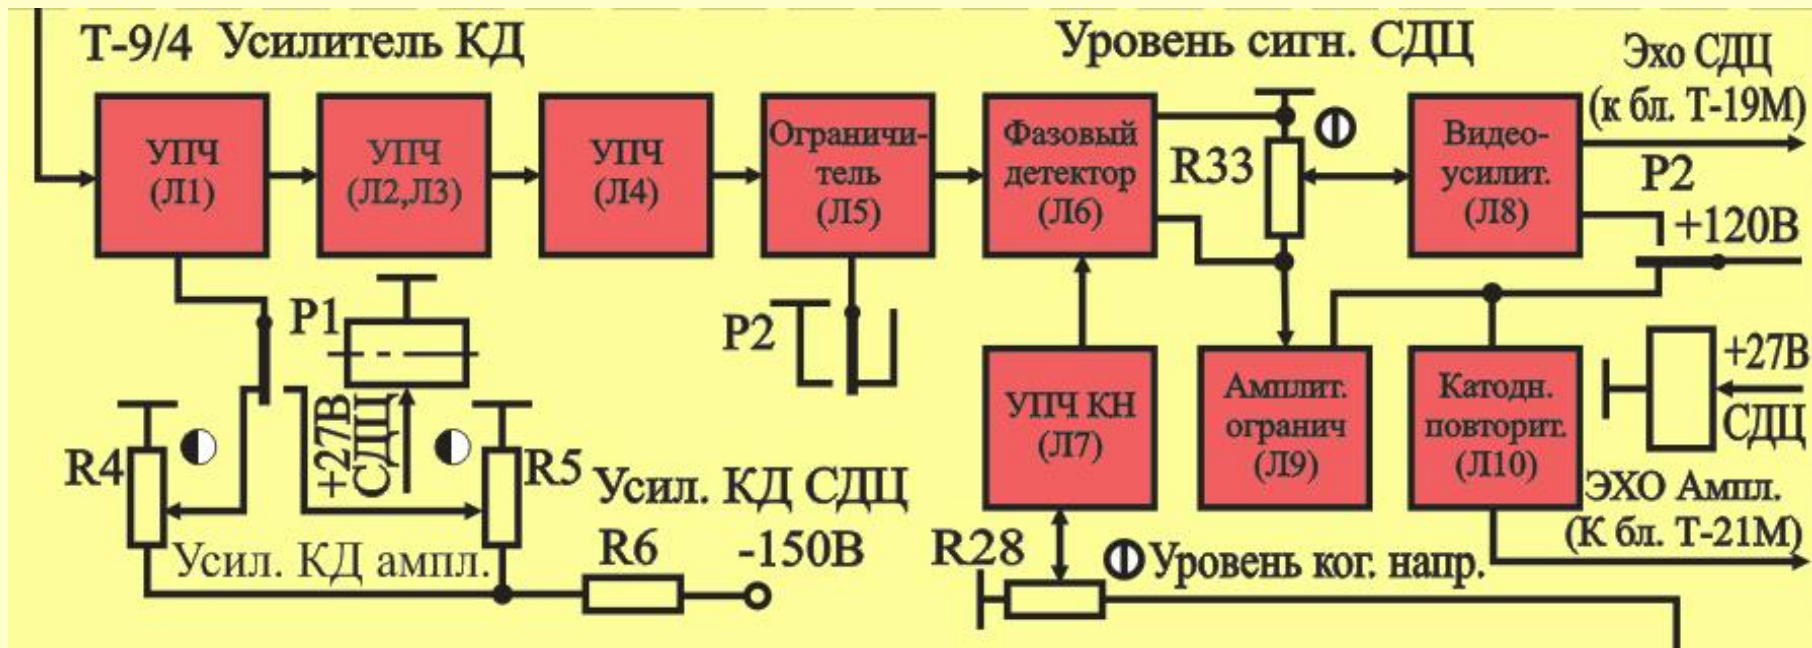 Т-9/4 Усилитель КД
Уровень сигн. СДЦ
Эхо СДЦ
(к бл. Т-19М)
УПЧ
(Л1)
УПЧ
(Л2,Л3)
УПЧ
(Л4)
Ограничи-
тель
(Л5)
Фазовый
детектор
(Л6)
R33
Видео-
усилит.
(Л8)
Р2
+120В
Р1
Р2
+27В
СДЦ
R4
R5
УПЧ КН
(Л7)
Амплит.
огранич
(Л9)
Катодн.
повторит.
(Л10)
+27В
СДЦ
Усил. КД СДЦ
Усил. КД ампл.
R6
-150В
R28
Уровень ког. напр.
ЭХО Ампл.
(К бл. Т-21М)